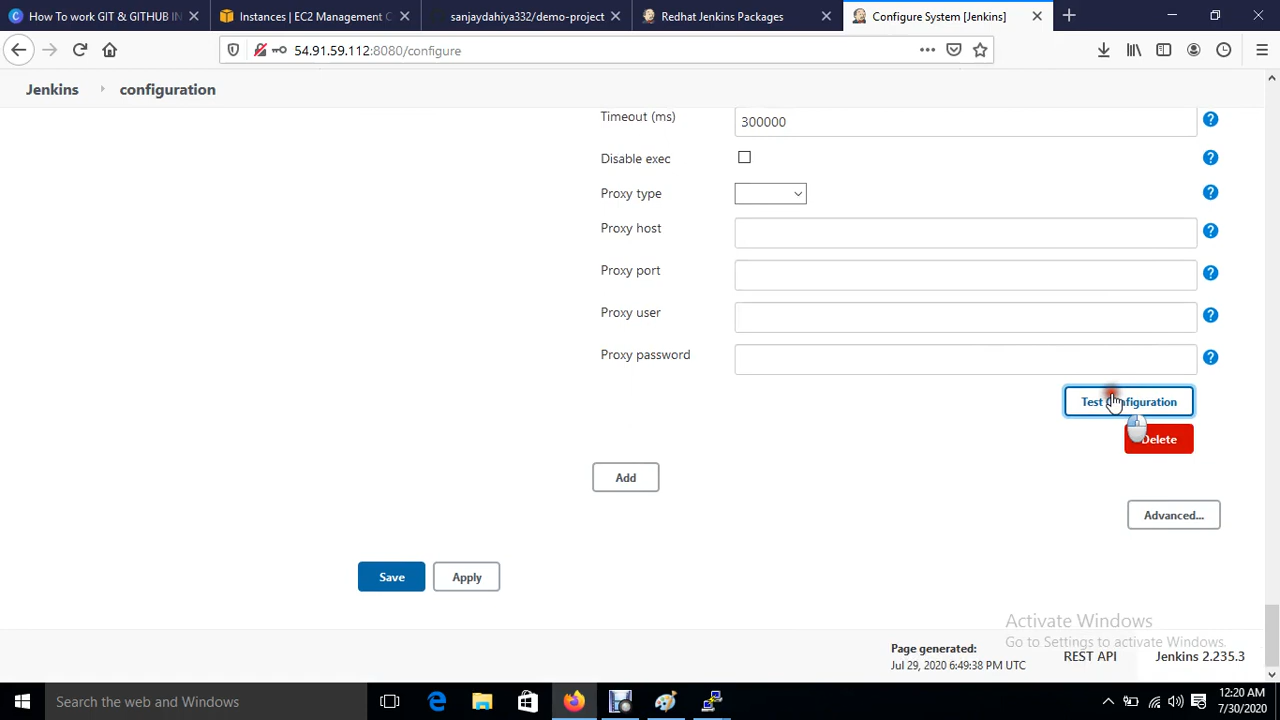 How To work GIT & GITHUB IN
Instances | EC2 Management C
sanjaydahiya332/demo-project
Redhat Jenkins Packages
Configure System [Jenkins]
54.91.59.112:8080/configure
Jenkins
configuration
Timeout (ms)
300000
Disable exec
Proxy type
Proxy host
Proxy port
Proxy user
Proxy password
Test Configuration
Delete
Add
Advanced...
Save
Apply
Activate Windows
Go to Settings to activate Windows.
Page generated:
Jul 29, 2020 6:49:38 PM UTC
REST API
Jenkins 2.235.3
Search the web and Windows
12:20 AM
7/30/2020